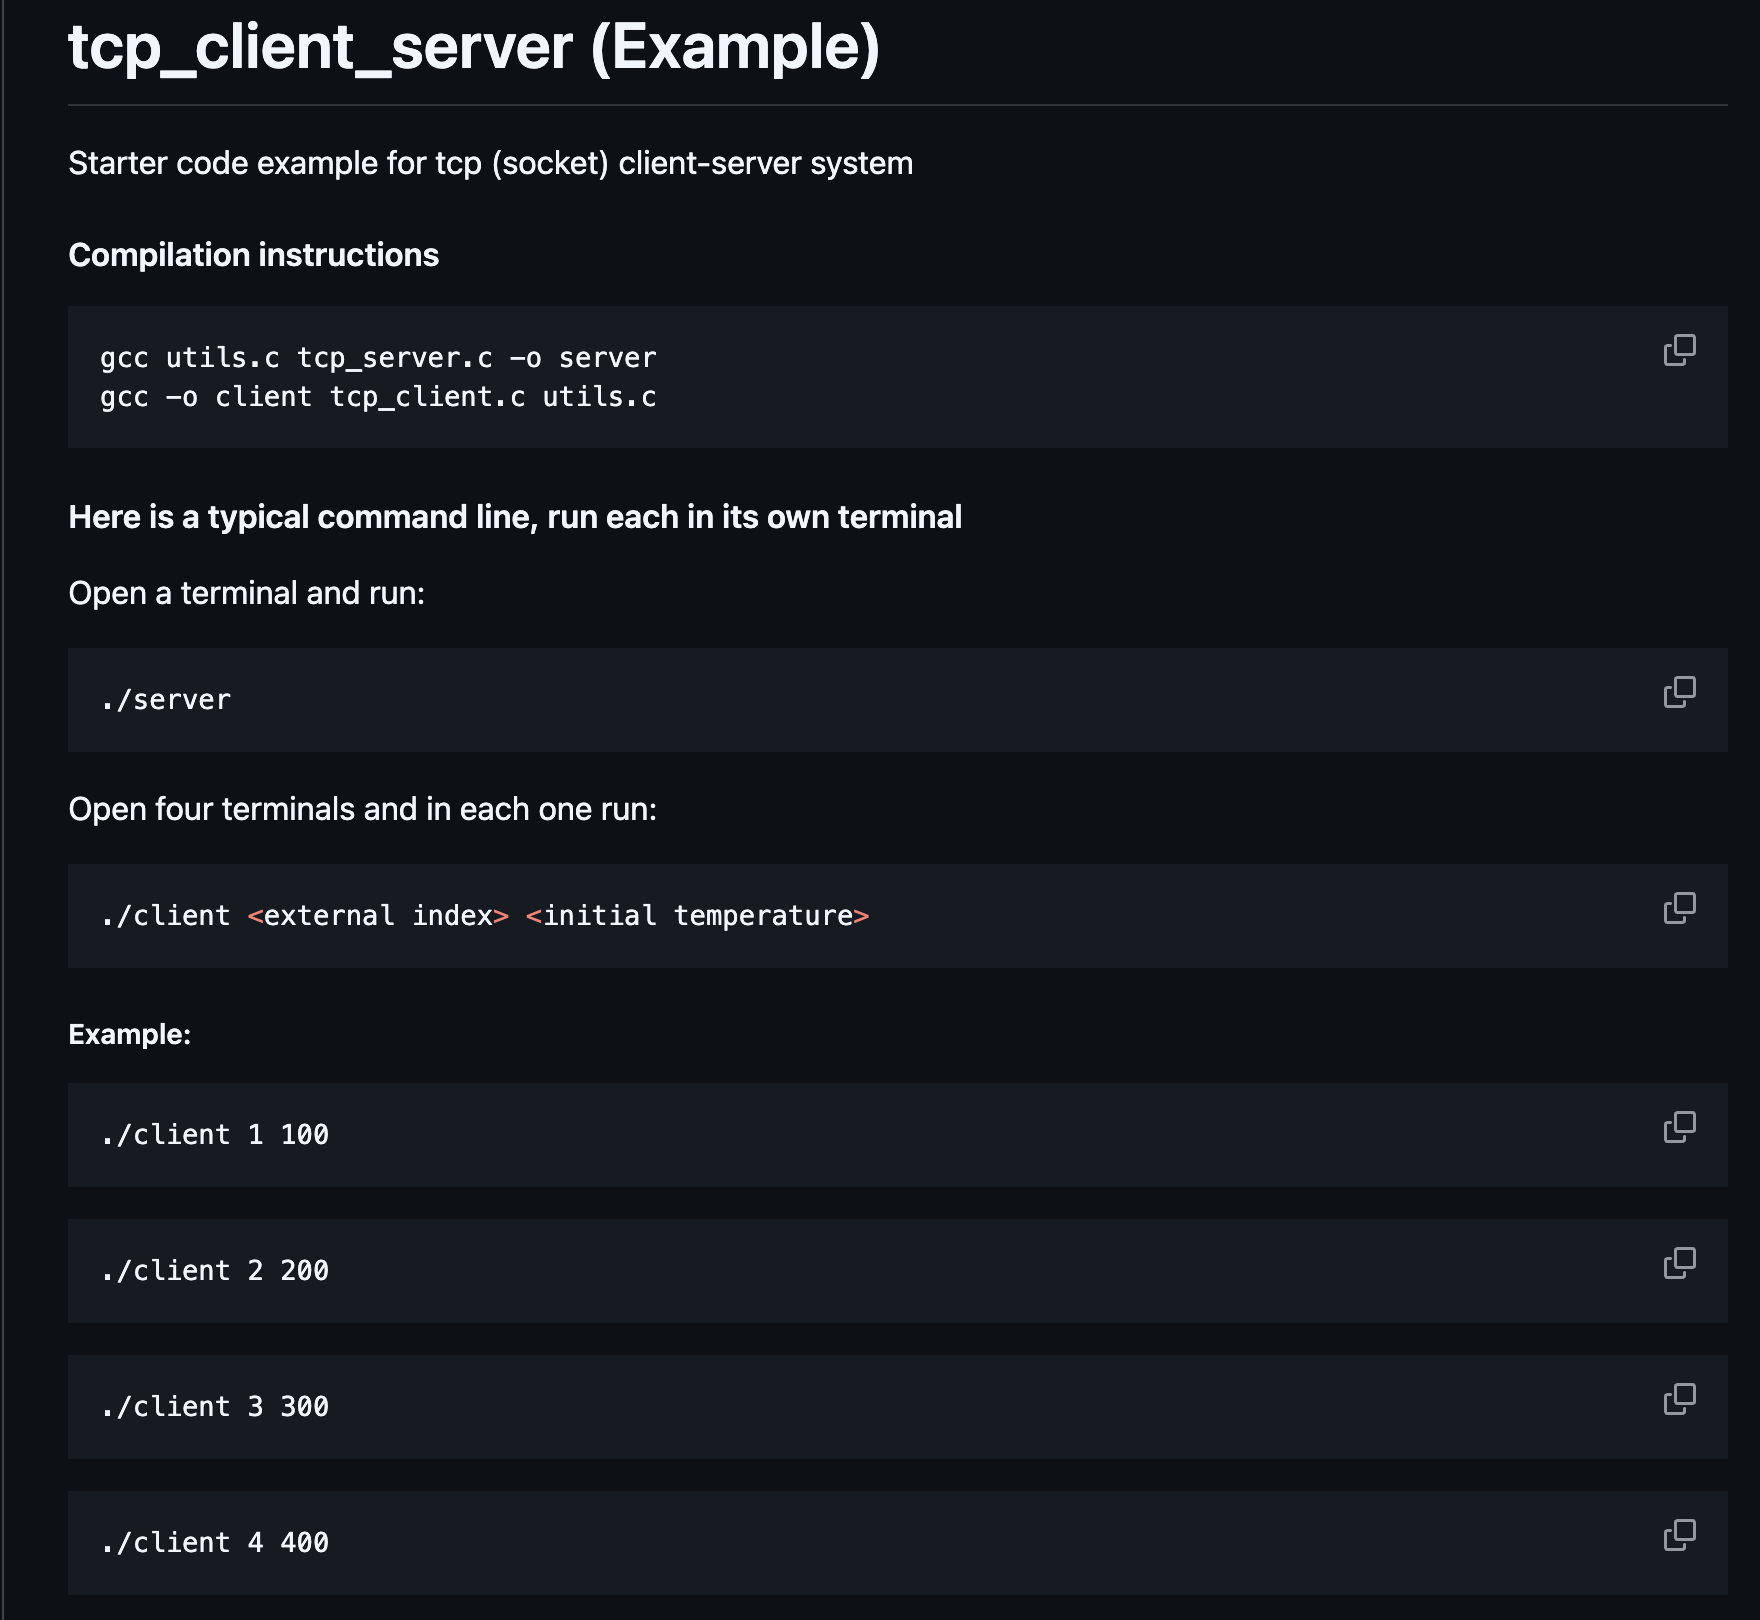 tcp_client_server (Example)
Starter code example for tcp (socket) client-server system
Compilation instructions
gcc utils.c tcp_server.c -o server
gcc -o client tcp_client.c utils.c
Here is a typical command line, run each in its own terminal
Open a terminal and run:
./server
Open four terminals and in each one run:
./client <external index> <initial temperature>
Example:
./client 1 100
./client 2 200
./client 3 300
./client 4 400